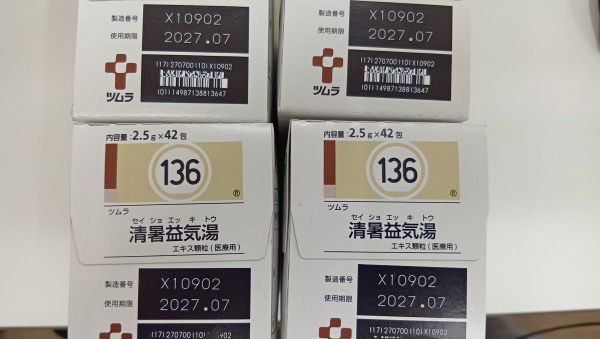 製造番号 X10902
使用期限 2027.07
(17)270700(10)X10902
ツムラ
(01)14987138813647
製造番号 X10902
使用期限 2027.07
(17)270700(10)X10902
ツムラ
(01)14987138813647
内容量:2.5g×42包
136
®
ツムラ
セイ ショ エッ キ トウ
清暑益気湯
エキス顆粒(医療用)
内容量:2.5g×42包
136
®
ツムラ
セイ ショ エッ キ トウ
清暑益気湯
エキス顆粒(医療用)
製造番号 X10902
使用期限 2027.07
製造番号 X10902
使用期限 2027.07
(17)270700(10)X10902